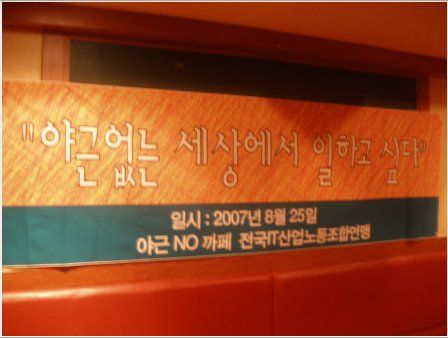 "야근없는 세상에서 일하고 싶다"
일시 : 2007년 8월 25일
야근 NO 까페 전국IT산업노동조합연맹